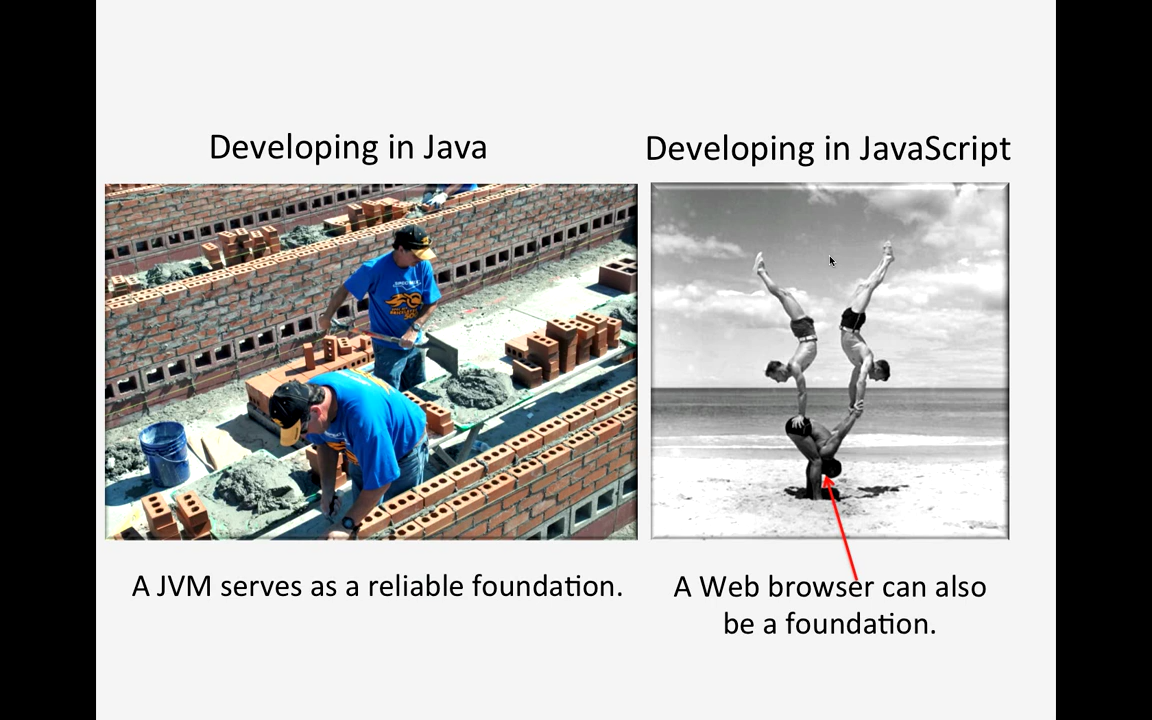 Developing in Java
Developing in JavaScript
A JVM serves as a reliable foundation.
A Web browser can also
be a foundation.